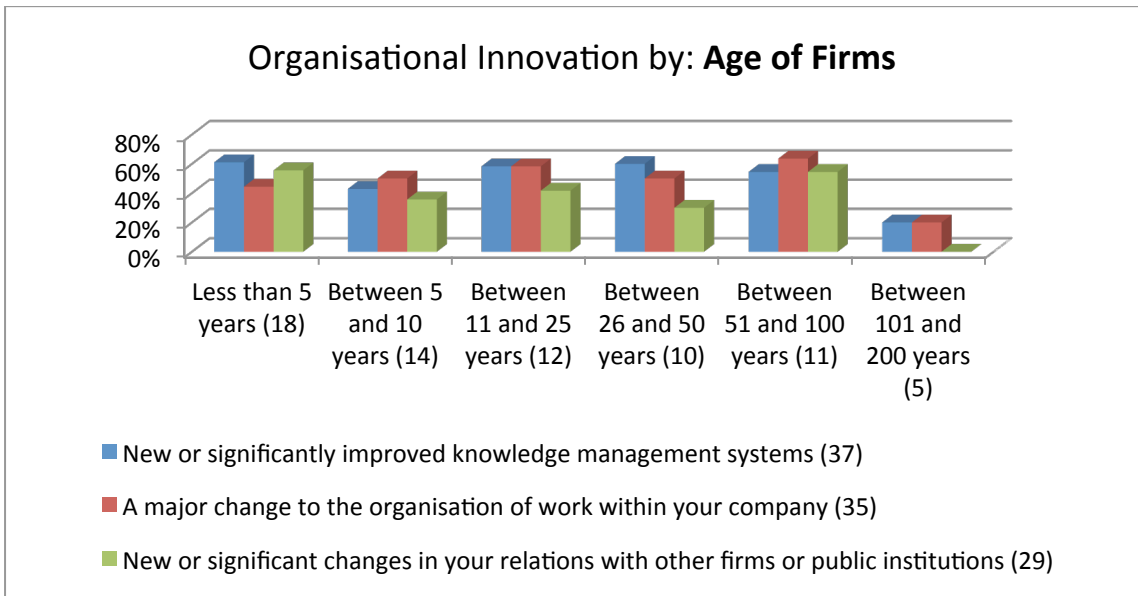 Organisational Innovation by: Age of Firms
80%
60%
40%
20%
0%
Less than 5
years (18)
Between 5
and 10
years (14)
Between
11 and 25
years (12)
Between
26 and 50
years (10)
Between
51 and 100
years (11)
Between
101 and
200 years
(5)
New or significantly improved knowledge management systems (37)
A major change to the organisation of work within your company (35)
New or significant changes in your relations with other firms or public institutions (29)